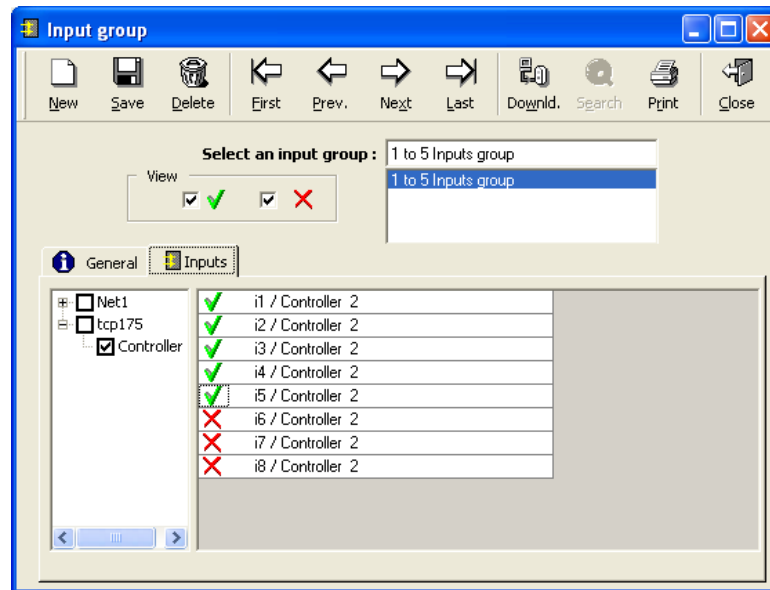 Input group
New Save Delete First Prev. Next Last Downld. Search Print Close
Select an input group : 1 to 5 Inputs group
View
1 to 5 Inputs group
General Inputs
Net1
tcp175
Controller
i1 / Controller 2
i2 / Controller 2
i3 / Controller 2
i4 / Controller 2
i5 / Controller 2
i6 / Controller 2
i7 / Controller 2
i8 / Controller 2